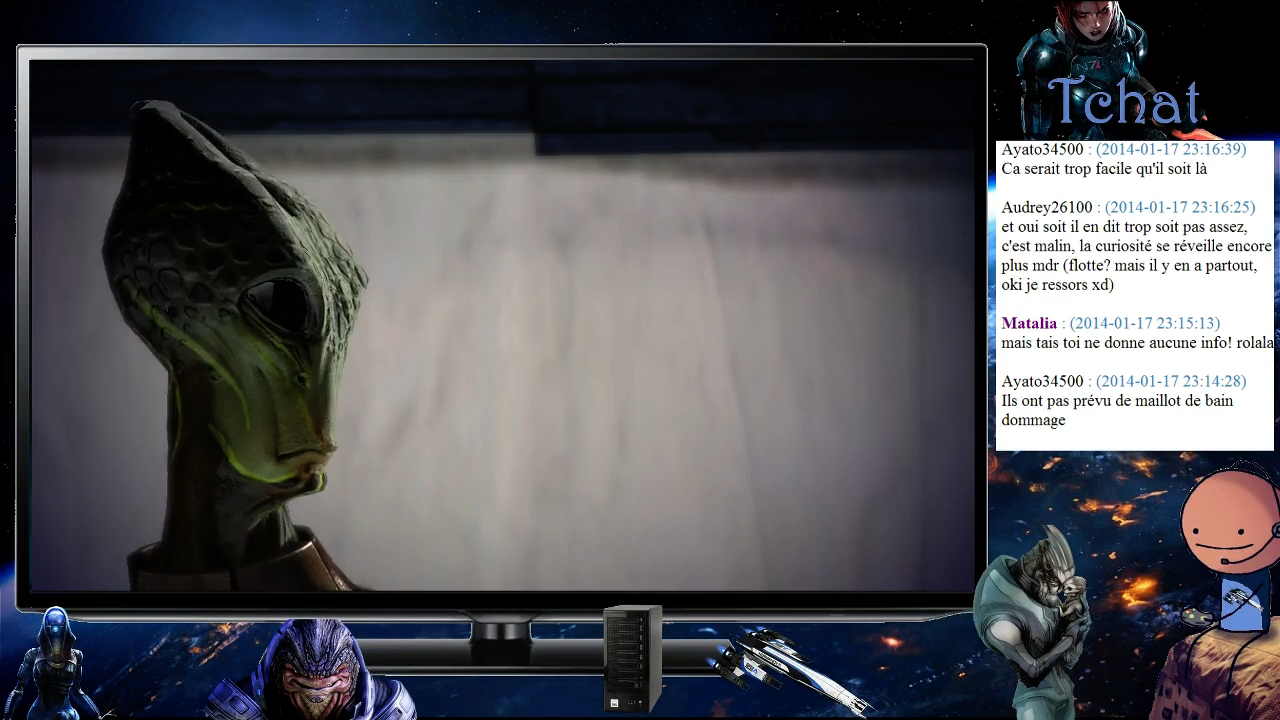 N7
Tchat
Ayato34500 : (2014-01-17 23:16:39)
Ca serait trop facile qu'il soit là
Audrey26100 : (2014-01-17 23:16:25)
et oui soit il en dit trop soit pas assez,
c'est malin, la curiosité se réveille encore
plus mdr (flotte? mais il y en a partout,
oki je ressors xd)
Matalia : (2014-01-17 23:15:13)
mais tais toi ne donne aucune info! rolala
Ayato34500 : (2014-01-17 23:14:28)
Ils ont pas prévu de maillot de bain
dommage